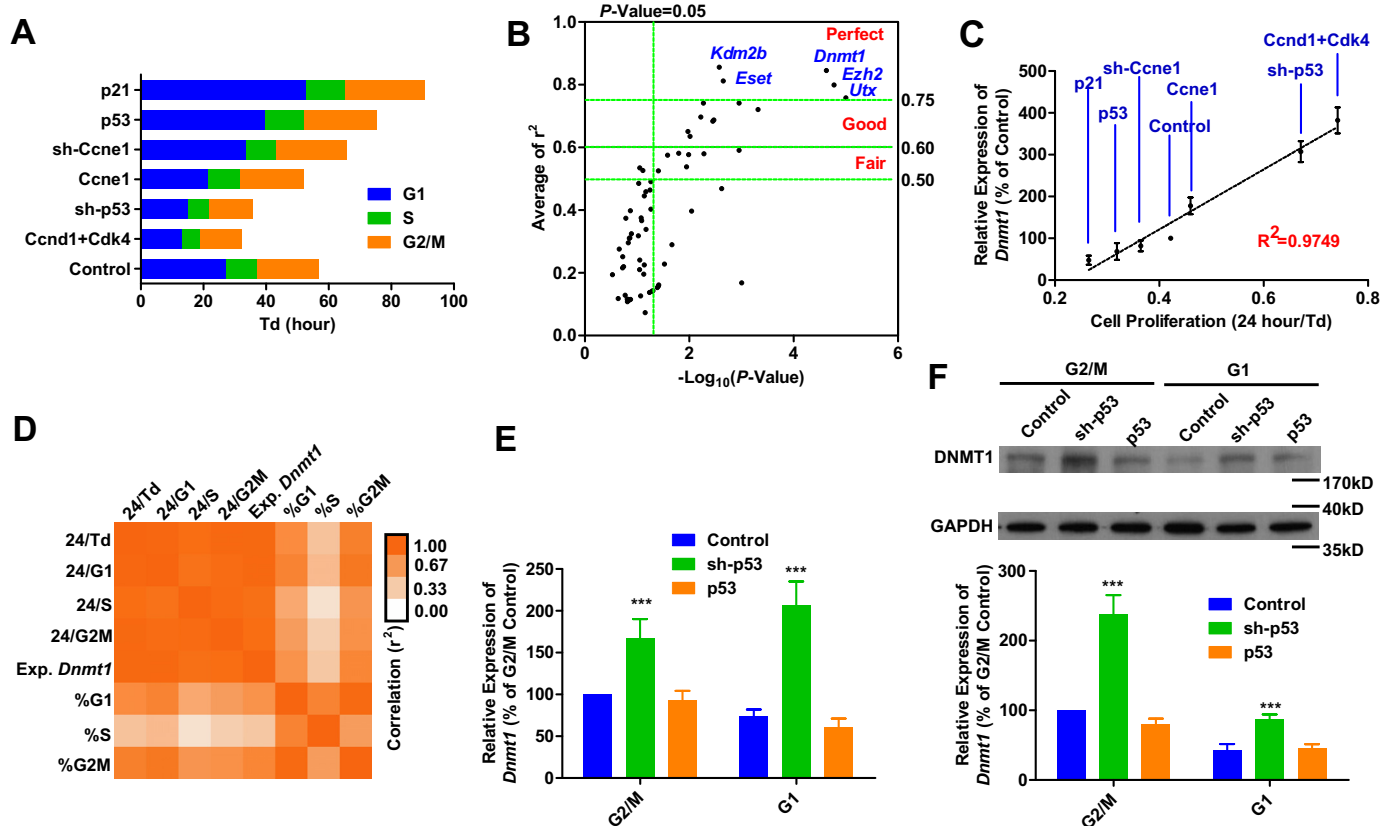 A
p21
p53
sh-Ccne1
Ccne1
sh-p53
Ccnd1+Cdk4
Control
G1
S
G2/M
0 20 40 60 80 100
Td (hour)
B
P-Value=0.05
Average of r²
1.0
0.8
0.6
0.4
0.2
0.0
Kdm2b
Eset
Dnmt1
Ezh2
Utx
Perfect
0.75
Good
0.60
Fair
0.50
0 2 4 6
-Log₁₀(P-Value)
C
Relative Expression of
Dnmt1 (% of Control)
500
400
300
200
100
0
p21
p53
sh-Ccne1
Control
Ccne1
sh-p53
Ccnd1+Cdk4
R²=0.9749
0.2 0.4 0.6 0.8
Cell Proliferation (24 hour/Td)
D
24/Td 24/G1 24/S 24/G2M Exp. Dnmt1 %G1 %S %G2M
24/Td
24/G1
24/S
24/G2M
Exp. Dnmt1
%G1
%S
%G2M
1.00
0.67
0.33
0.00
Correlation (r²)
E
Control
sh-p53
p53
Relative Expression of
Dnmt1 (% of G2/M Control)
250
200
150
100
50
0
***
***
G2/M G1
F
G2/M G1
Control sh-p53 p53 Control sh-p53 p53
DNMT1
170kD
40kD
GAPDH
35kD
Relative Expression of
Dnmt1 (% of G2/M Control)
300
200
100
0
***
***
Control
sh-p53
p53
G2/M G1